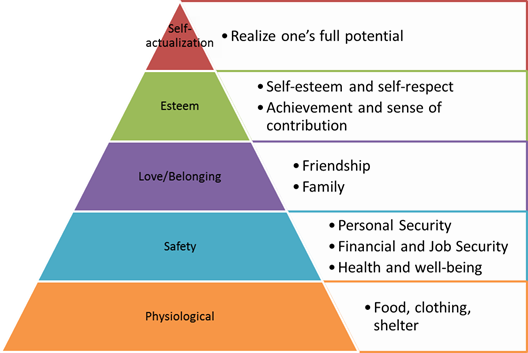 Self-
actualization
• Realize one's full potential
Esteem
• Self-esteem and self-respect
• Achievement and sense of
contribution
Love/Belonging
• Friendship
• Family
Safety
• Personal Security
• Financial and Job Security
• Health and well-being
Physiological
• Food, clothing,
shelter